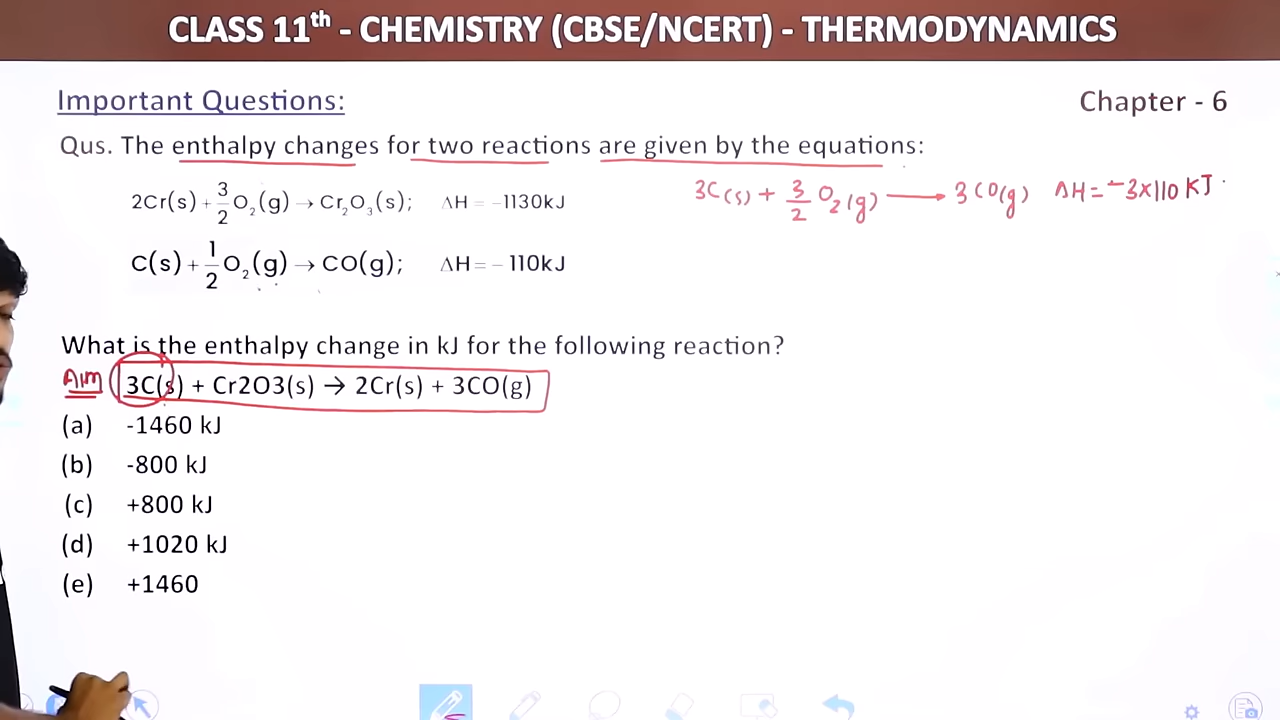 CLASS 11th - CHEMISTRY (CBSE/NCERT) - THERMODYNAMICS
Important Questions:
Chapter - 6
Qus. The enthalpy changes for two reactions are given by the equations:
2Cr(s) + 3/2 O₂(g) → Cr₂O₃(s); ΔH = -1130kJ
3C(s) + 3/2 O₂(g) → 3CO(g) ΔH = -3×110 KJ.
C(s) + 1/2 O₂(g) → CO(g); ΔH = - 110kJ
What is the enthalpy change in kJ for the following reaction?
Aim 3C(s) + Cr2O3(s) → 2Cr(s) + 3CO(g)
(a) -1460 kJ
(b) -800 kJ
(c) +800 kJ
(d) +1020 kJ
(e) +1460